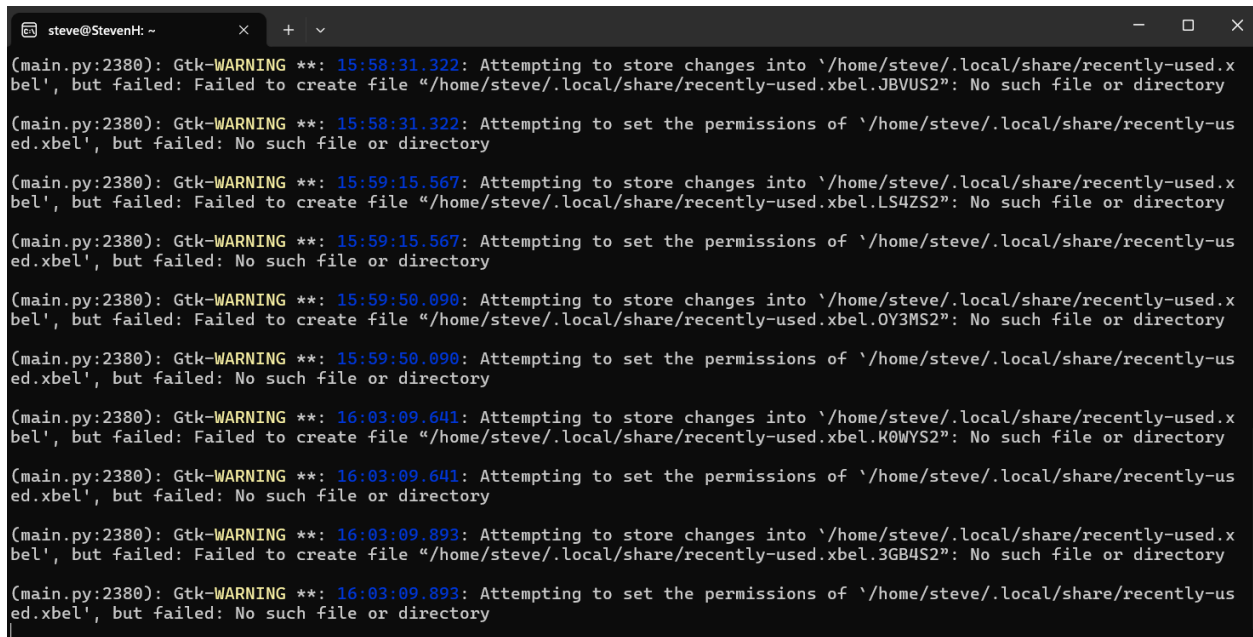 steve@StevenH: ~
(main.py:2380): Gtk-WARNING **: 15:58:31.322: Attempting to store changes into `/home/steve/.local/share/recently-used.x
bel', but failed: Failed to create file “/home/steve/.local/share/recently-used.xbel.JBVUS2”: No such file or directory
(main.py:2380): Gtk-WARNING **: 15:58:31.322: Attempting to set the permissions of `/home/steve/.local/share/recently-us
ed.xbel', but failed: No such file or directory
(main.py:2380): Gtk-WARNING **: 15:59:15.567: Attempting to store changes into `/home/steve/.local/share/recently-used.x
bel', but failed: Failed to create file “/home/steve/.local/share/recently-used.xbel.LS4ZS2”: No such file or directory
(main.py:2380): Gtk-WARNING **: 15:59:15.567: Attempting to set the permissions of `/home/steve/.local/share/recently-us
ed.xbel', but failed: No such file or directory
(main.py:2380): Gtk-WARNING **: 15:59:50.090: Attempting to store changes into `/home/steve/.local/share/recently-used.x
bel', but failed: Failed to create file “/home/steve/.local/share/recently-used.xbel.OY3MS2”: No such file or directory
(main.py:2380): Gtk-WARNING **: 15:59:50.090: Attempting to set the permissions of `/home/steve/.local/share/recently-us
ed.xbel', but failed: No such file or directory
(main.py:2380): Gtk-WARNING **: 16:03:09.641: Attempting to store changes into `/home/steve/.local/share/recently-used.x
bel', but failed: Failed to create file “/home/steve/.local/share/recently-used.xbel.K0WYS2”: No such file or directory
(main.py:2380): Gtk-WARNING **: 16:03:09.641: Attempting to set the permissions of `/home/steve/.local/share/recently-us
ed.xbel', but failed: No such file or directory
(main.py:2380): Gtk-WARNING **: 16:03:09.893: Attempting to store changes into `/home/steve/.local/share/recently-used.x
bel', but failed: Failed to create file “/home/steve/.local/share/recently-used.xbel.3GB4S2”: No such file or directory
(main.py:2380): Gtk-WARNING **: 16:03:09.893: Attempting to set the permissions of `/home/steve/.local/share/recently-us
ed.xbel', but failed: No such file or directory